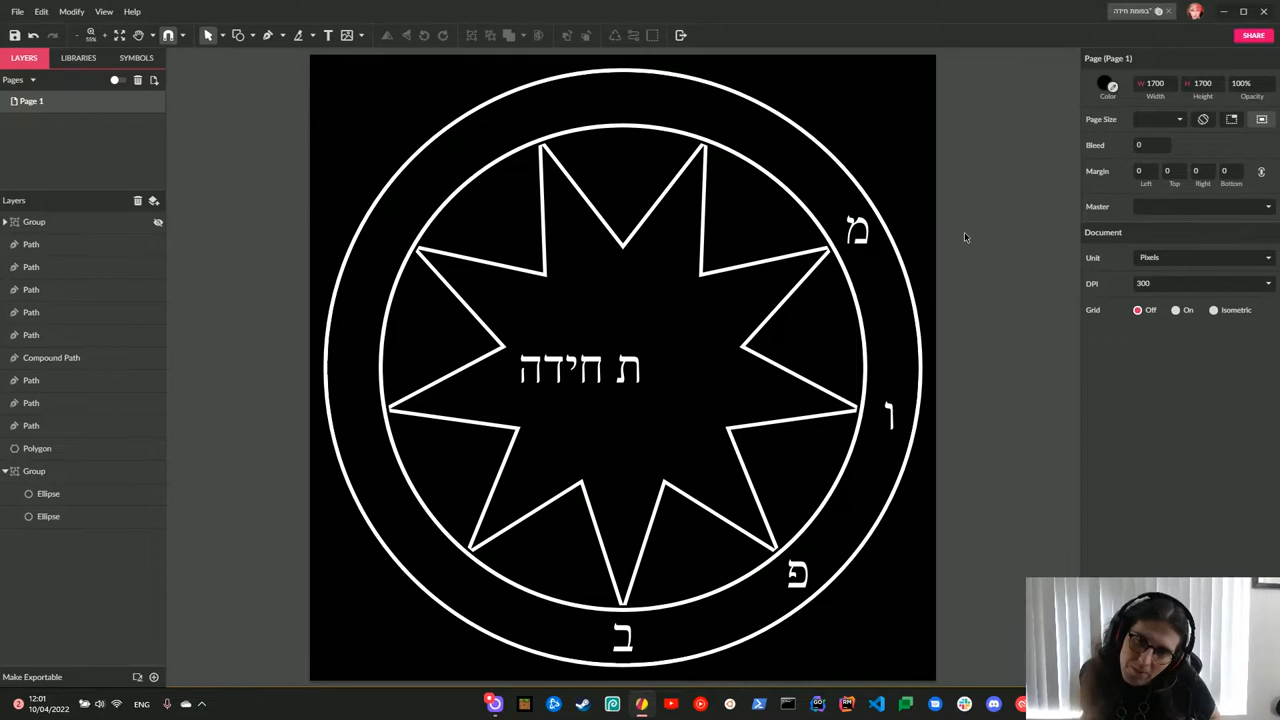 File Edit Modify View Help
במומת חידה*
55%
T
SHARE
LAYERS LIBRARIES SYMBOLS
Pages
Page 1
Layers
Group
Path
Path
Path
Path
Path
Compound Path
Path
Path
Path
Polygon
Group
Ellipse
Ellipse
Make Exportable
מ
ו
ת חידה
פ
ב
Page (Page 1)
W 1700 H 1700 100%
Color Width Height Opacity
Page Size
Bleed 0
Margin 0 0 0 0
Left Top Right Bottom
Master
Document
Unit Pixels
DPI 300
Grid Off On Isometric
12:01
10/04/2022
ENG